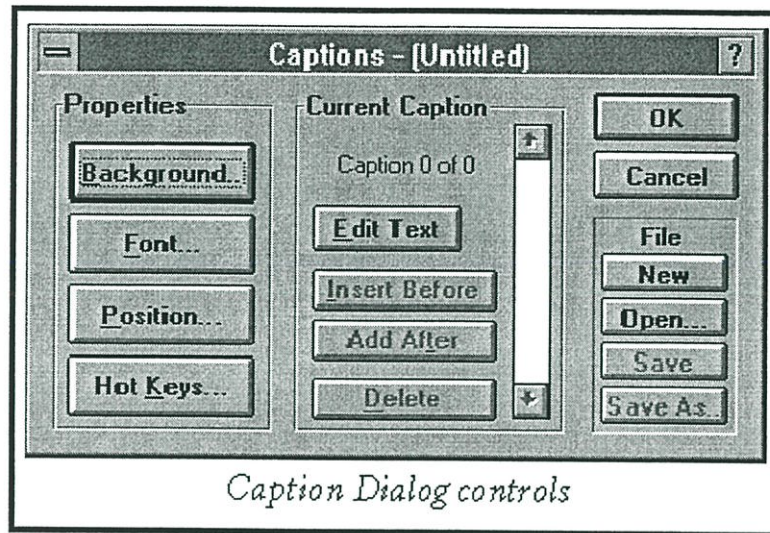 Captions - [Untitled]
?
Properties
Background..
Font...
Position...
Hot Keys...
Current Caption
Caption 0 of 0
Edit Text
Insert Before
Add After
Delete
OK
Cancel
File
New
Open...
Save
Save As..
Caption Dialog controls